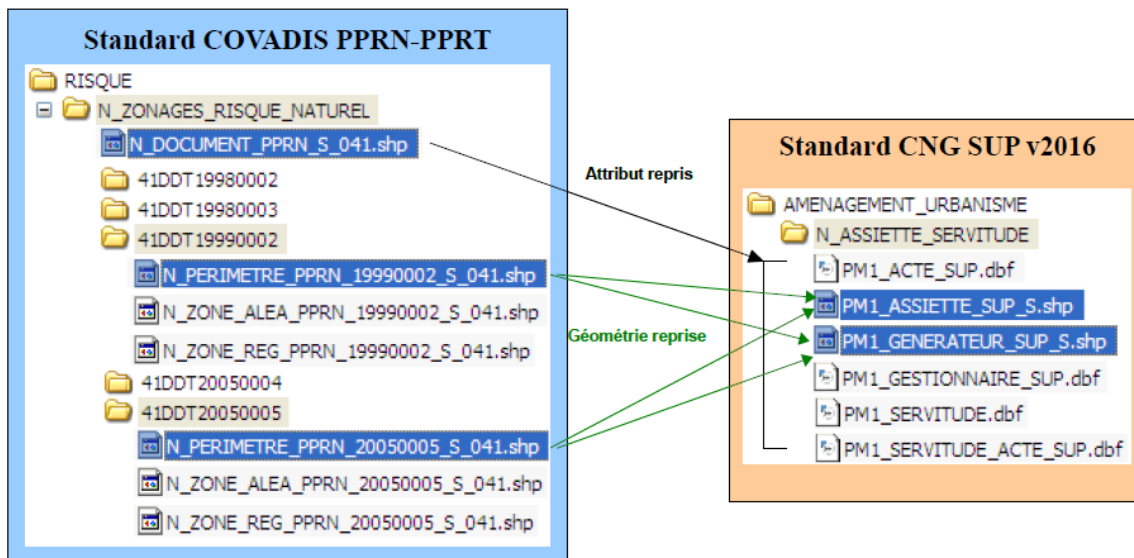 Standard COVADIS PPRN-PPRT
RISQUE
N_ZONAGES_RISQUE_NATUREL
N_DOCUMENT_PPRN_S_041.shp
41DDT19980002
41DDT19980003
41DDT19990002
N_PERIMETRE_PPRN_19990002_S_041.shp
N_ZONE_ALEA_PPRN_19990002_S_041.shp
N_ZONE_REG_PPRN_19990002_S_041.shp
41DDT20050004
41DDT20050005
N_PERIMETRE_PPRN_20050005_S_041.shp
N_ZONE_ALEA_PPRN_20050005_S_041.shp
N_ZONE_REG_PPRN_20050005_S_041.shp
Attribut repris
Géométrie reprise
Standard CNG SUP v2016
AMENAGEMENT_URBANISME
N_ASSIETTE_SERVITUDE
PM1_ACTE_SUP.dbf
PM1_ASSIETTE_SUP_S.shp
PM1_GENERATEUR_SUP_S.shp
PM1_GESTIONNAIRE_SUP.dbf
PM1_SERVITUDE.dbf
PM1_SERVITUDE_ACTE_SUP.dbf